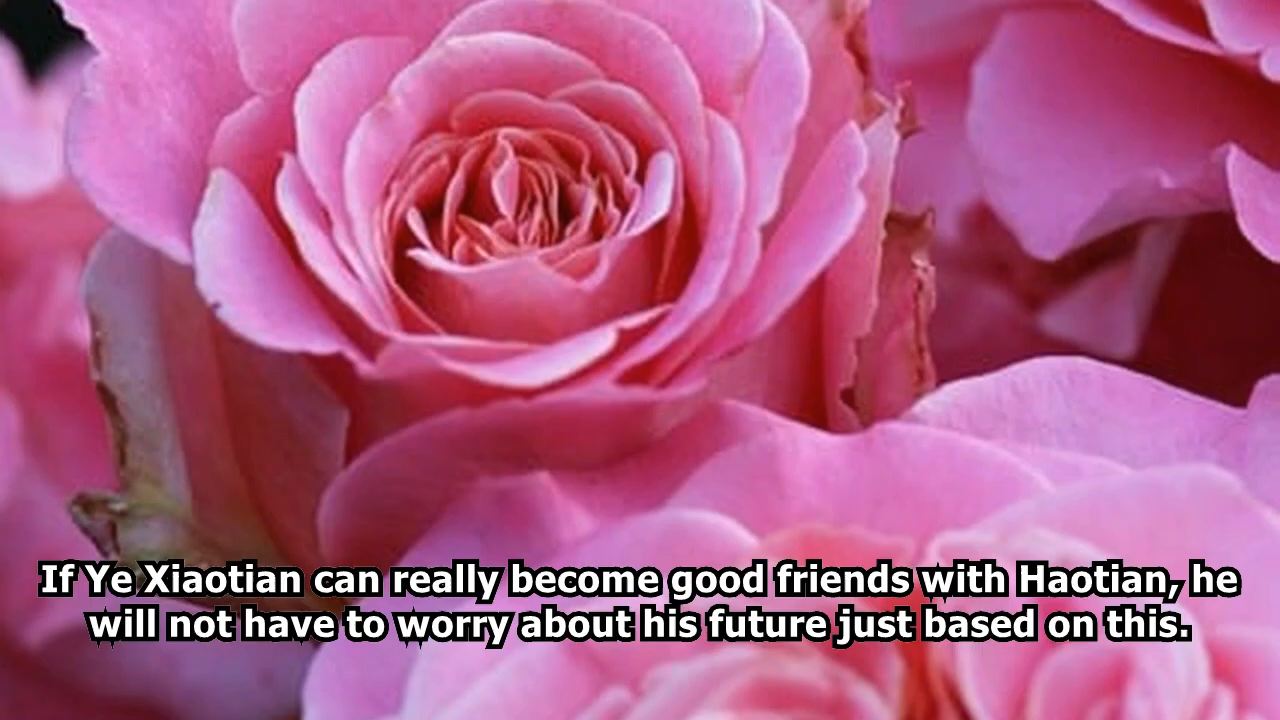 If Ye Xiaotian can really become good friends with Haotian, he
will not have to worry about his future just based on this.